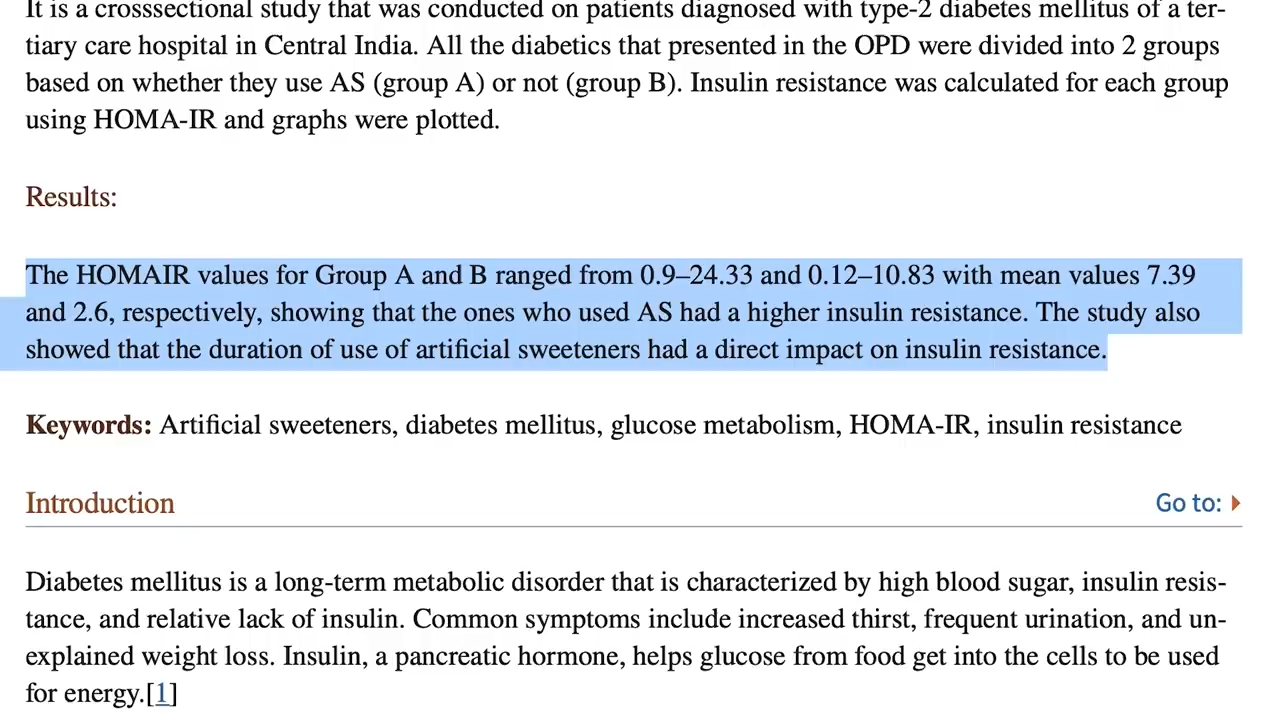 It is a crosssectional study that was conducted on patients diagnosed with type-2 diabetes mellitus of a ter-
tiary care hospital in Central India. All the diabetics that presented in the OPD were divided into 2 groups
based on whether they use AS (group A) or not (group B). Insulin resistance was calculated for each group
using HOMA-IR and graphs were plotted.
Results:
The HOMAIR values for Group A and B ranged from 0.9–24.33 and 0.12–10.83 with mean values 7.39
and 2.6, respectively, showing that the ones who used AS had a higher insulin resistance. The study also
showed that the duration of use of artificial sweeteners had a direct impact on insulin resistance.
Keywords: Artificial sweeteners, diabetes mellitus, glucose metabolism, HOMA-IR, insulin resistance
Introduction Go to:
Diabetes mellitus is a long-term metabolic disorder that is characterized by high blood sugar, insulin resis-
tance, and relative lack of insulin. Common symptoms include increased thirst, frequent urination, and un-
explained weight loss. Insulin, a pancreatic hormone, helps glucose from food get into the cells to be used
for energy.[1]